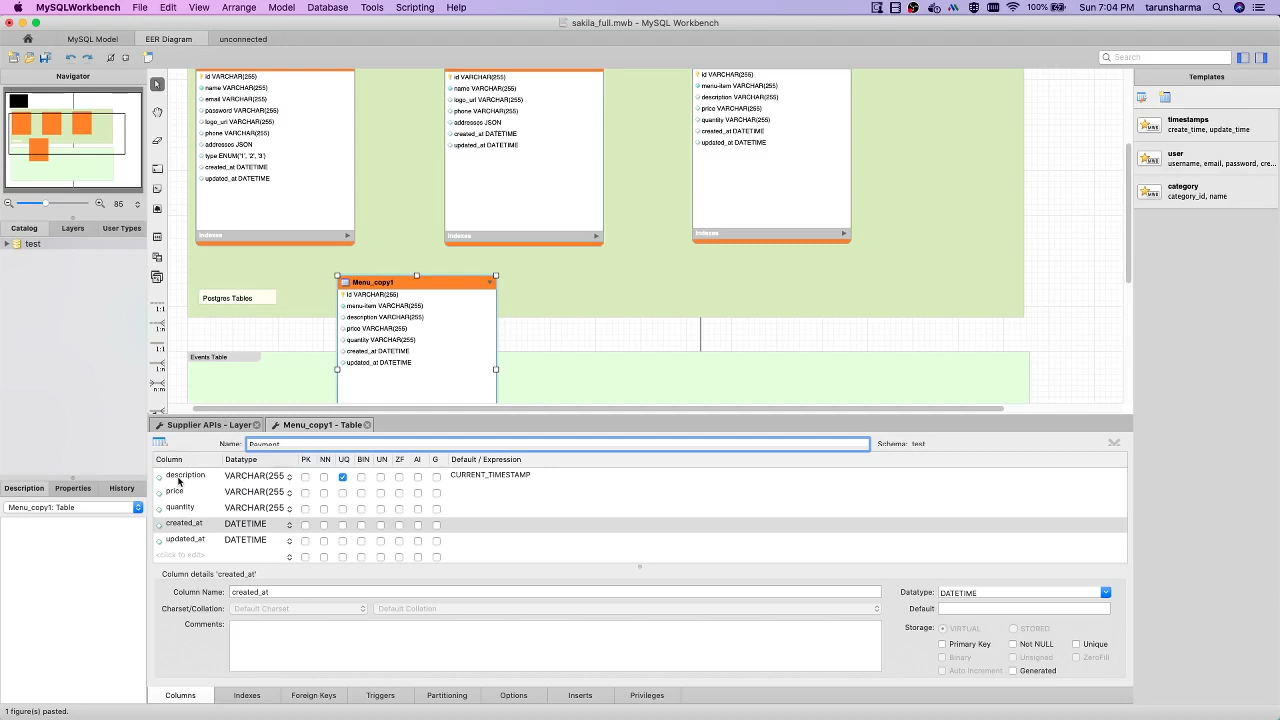 MySQLWorkbench File Edit View Arrange Model Database Tools Scripting Help 100% Sun 7:04 PM tarunsharma
sakila_full.mwb - MySQL Workbench
MySQL Model EER Diagram unconnected
Search
Navigator
85
Catalog Layers User Types
test
Description Properties History
Menu_copy1: Table
id VARCHAR(255)
name VARCHAR(255)
email VARCHAR(255)
password VARCHAR(255)
logo_url VARCHAR(255)
phone VARCHAR(255)
addresses JSON
type ENUM('1', '2', '3')
created_at DATETIME
updated_at DATETIME
Indexes
id VARCHAR(255)
name VARCHAR(255)
logo_url VARCHAR(255)
phone VARCHAR(255)
addresses JSON
created_at DATETIME
updated_at DATETIME
Indexes
id VARCHAR(255)
menu-item VARCHAR(255)
description VARCHAR(255)
price VARCHAR(255)
quantity VARCHAR(255)
created_at DATETIME
updated_at DATETIME
Indexes
Postgres Tables
Menu_copy1
id VARCHAR(255)
menu-item VARCHAR(255)
description VARCHAR(255)
price VARCHAR(255)
quantity VARCHAR(255)
created_at DATETIME
updated_at DATETIME
Events Table
1:1
1:n
1:1
1:n
n:m
Templates
timestamps
create_time, update_time
user
username, email, password, cre...
category
category_id, name
Supplier APIs - Layer Menu_copy1 - Table
Name: Payment Schema: test
Column Datatype PK NN UQ BIN UN ZF AI G Default / Expression
description VARCHAR(255 CURRENT_TIMESTAMP
price VARCHAR(255
quantity VARCHAR(255
created_at DATETIME
updated_at DATETIME
<click to edit>
Column details 'created_at'
Column Name: created_at Datatype: DATETIME
Charset/Collation: Default Charset Default Collation Default
Comments: Storage: VIRTUAL STORED
Primary Key Not NULL Unique
Binary Unsigned ZeroFill
Auto Increment Generated
Columns Indexes Foreign Keys Triggers Partitioning Options Inserts Privileges
1 figure(s) pasted.